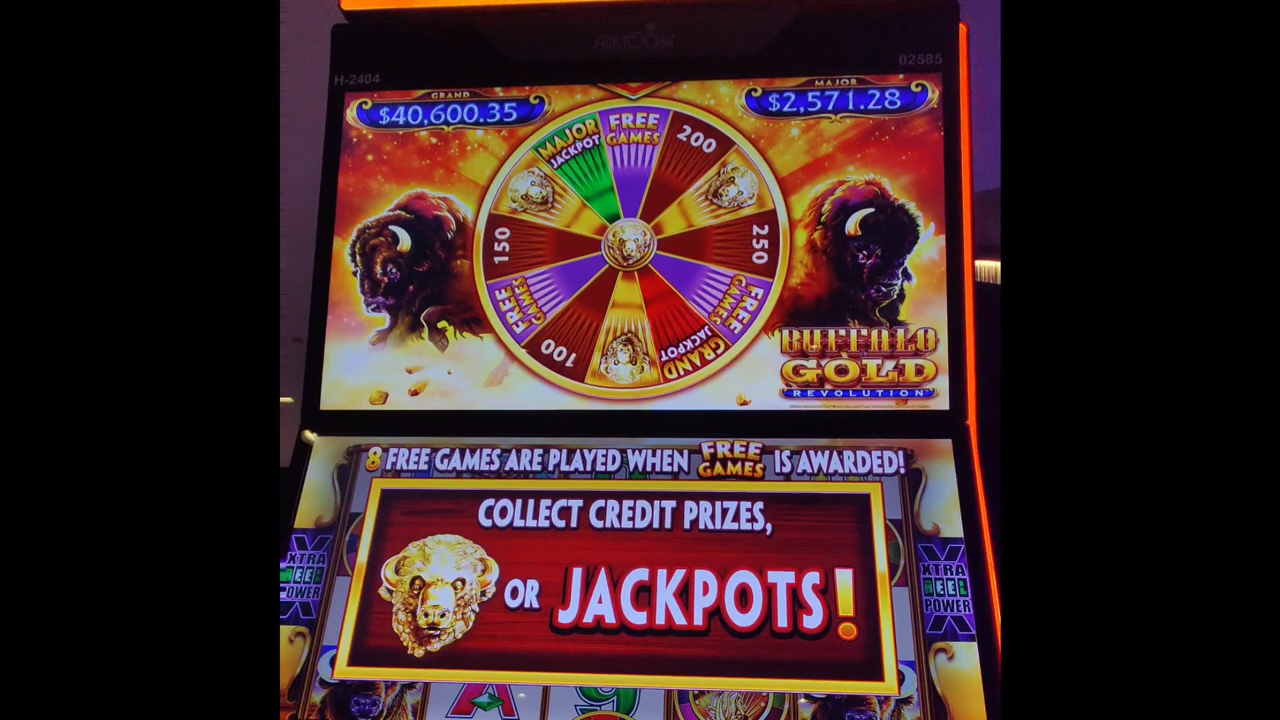 ARISTOCRAT
H-2404
02585
GRAND
$40,600.35
MAJOR
$2,571.28
MAJOR
JACKPOT
FREE
GAMES
200
250
FREE
GAMES
GRAND
JACKPOT
100
FREE
GAMES
150
BUFFALO
GOLD
REVOLUTION
8 FREE GAMES ARE PLAYED WHEN FREE GAMES IS AWARDED!
COLLECT CREDIT PRIZES,
OR JACKPOTS!
XTRA
REEL
POWER
XTRA
REEL
POWER
A
9